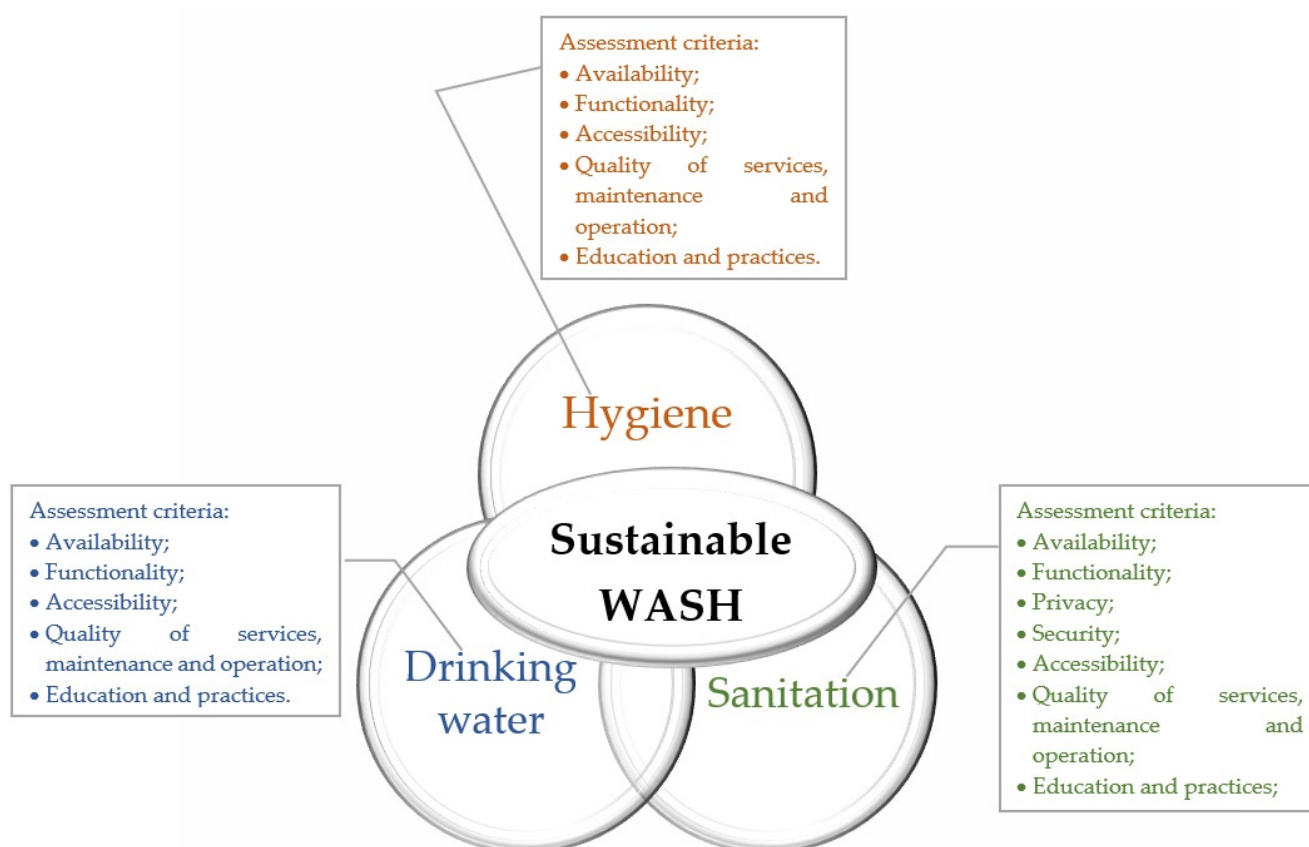 Assessment criteria:
• Availability;
• Functionality;
• Accessibility;
• Quality of services,
maintenance and
operation;
• Education and practices.
Hygiene
Sustainable
WASH
Assessment criteria:
• Availability;
• Functionality;
• Accessibility;
• Quality of services,
maintenance and operation;
• Education and practices.
Drinking
water
Assessment criteria:
• Availability;
• Functionality;
• Privacy;
• Security;
• Accessibility;
• Quality of services,
maintenance and
operation;
• Education and practices;
Sanitation